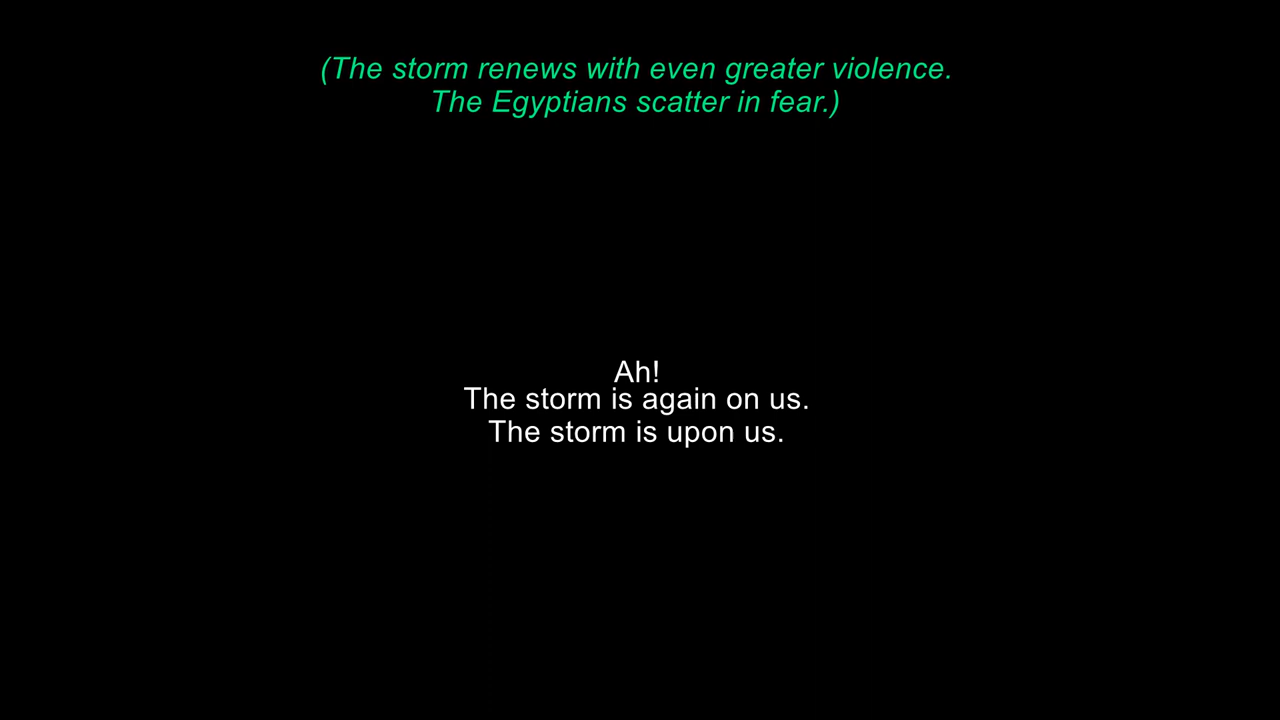 (The storm renews with even greater violence.
The Egyptians scatter in fear.)
Ah!
The storm is again on us.
The storm is upon us.